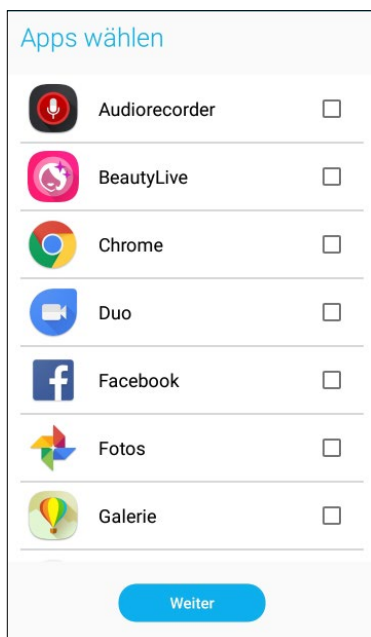 Apps wählen
Audiorecorder
BeautyLive
Chrome
Duo
Facebook
Fotos
Galerie
Weiter